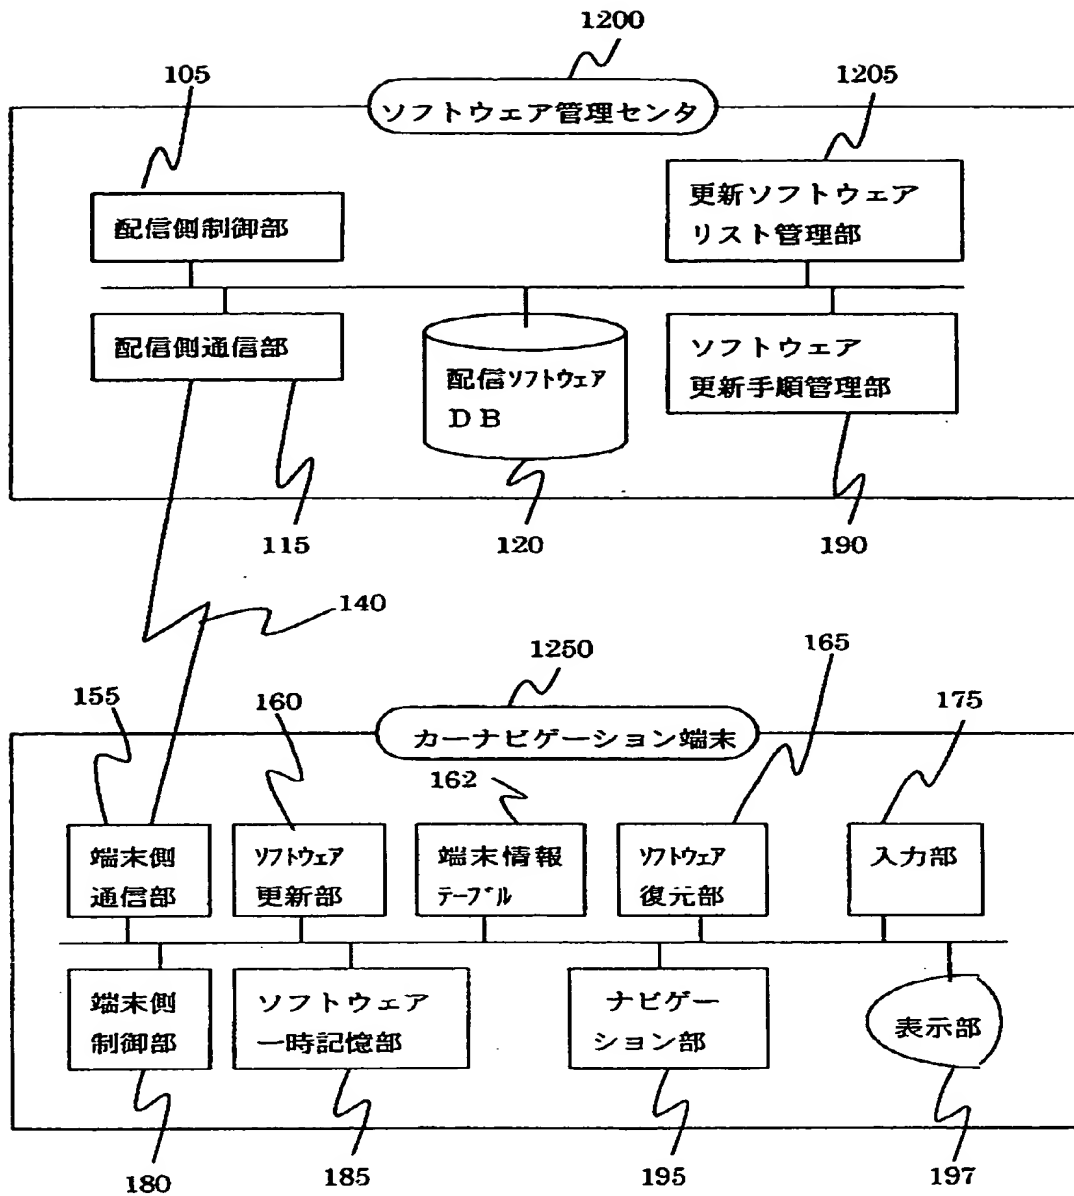 1200
105
1205
ソフトウェア管理センタ
配信側制御部
更新ソフトウェア
リスト管理部
配信側通信部
配信ソフトウェア
DB
ソフトウェア
更新手順管理部
115
120
190
140
1250
165
155
160
175
カーナビゲーション端末
162
端末側
通信部
ソフトウェア
更新部
端末情報
テーブル
ソフトウェア
復元部
入力部
端末側
制御部
ソフトウェア
一時記憶部
ナビゲー
ション部
表示部
180
185
195
197